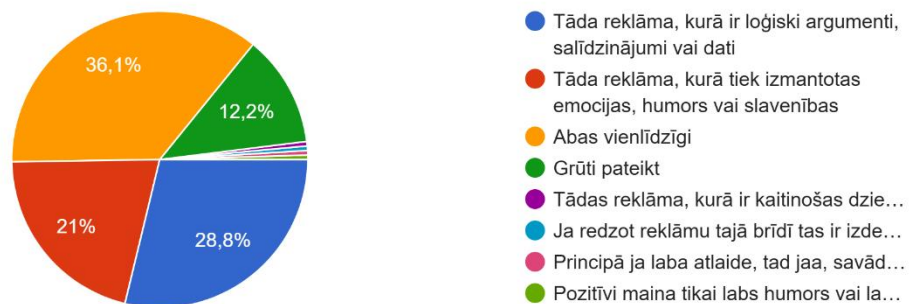 36,1%
12,2%
21%
28,8%
Tāda reklāma, kurā ir loģiski argumenti,
salīdzinājumi vai dati
Tāda reklāma, kurā tiek izmantotas
emocijas, humors vai slavenības
Abas vienlīdzīgi
Grūti pateikt
Tādas reklāma, kurā ir kaitinošas dzie…
Ja redzot reklāmu tajā brīdī tas ir izde…
Principā ja laba atlaide, tad jaa, savād…
Pozitīvi maina tikai labs humors vai la…